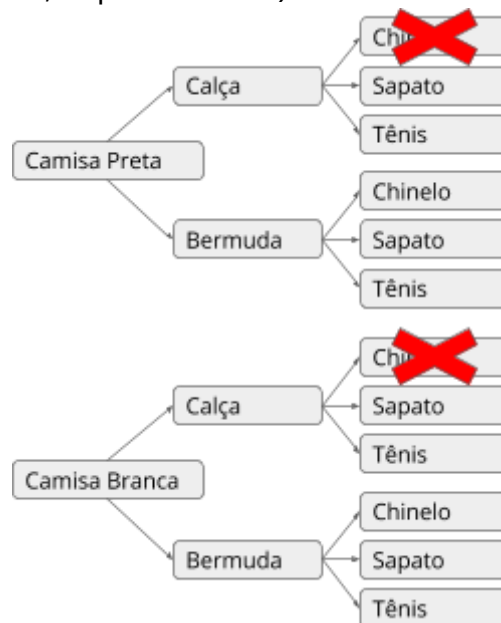 Calça
Sapato
Tênis
Camisa Preta
Chinelo
Bermuda
Sapato
Tênis
Calça
Sapato
Tênis
Camisa Branca
Chinelo
Bermuda
Sapato
Tênis